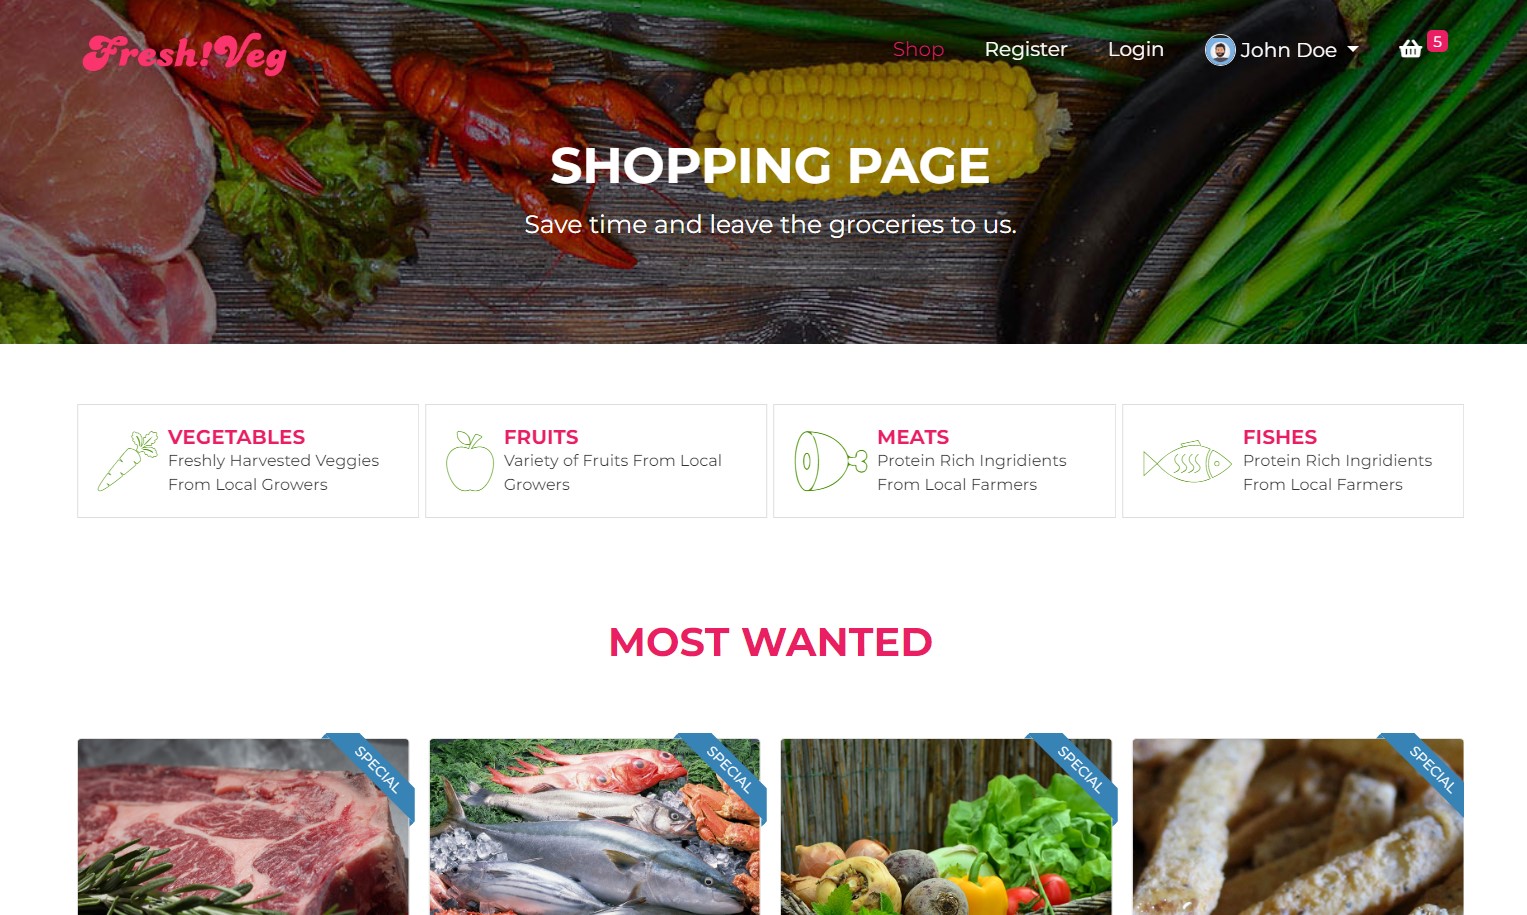 Fresh!Veg
Shop
Register
Login
John Doe
5
SHOPPING PAGE
Save time and leave the groceries to us.
VEGETABLES
Freshly Harvested Veggies
From Local Growers
FRUITS
Variety of Fruits From Local
Growers
MEATS
Protein Rich Ingridients
From Local Farmers
FISHES
Protein Rich Ingridients
From Local Farmers
MOST WANTED
SPECIAL
SPECIAL
SPECIAL
SPECIAL